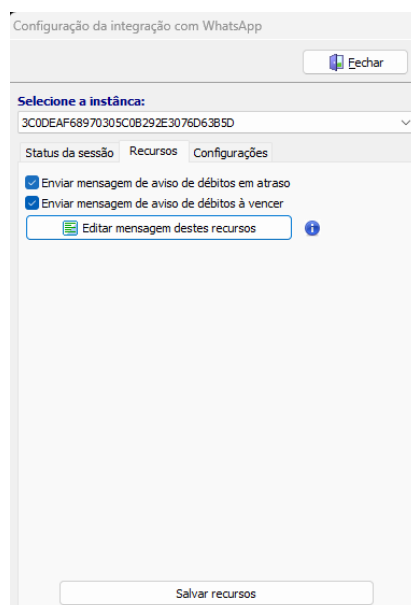 Configuração da integração com WhatsApp
Fechar
Selecione a instânca:
3C0DEAF68970305C0B292E3076D63B5D
Status da sessão Recursos Configurações
Enviar mensagem de aviso de débitos em atraso
Enviar mensagem de aviso de débitos à vencer
Editar mensagem destes recursos
Salvar recursos